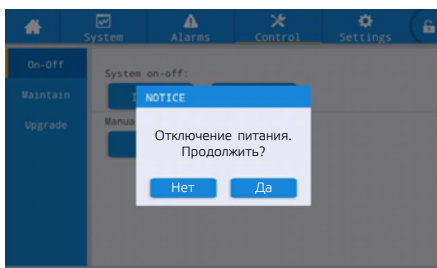 System Alarms Control Settings
On-Off
System on-off:
Maintain
NOTICE
Upgrade
Manua
Отключение питания.
Продолжить?
Нет Да